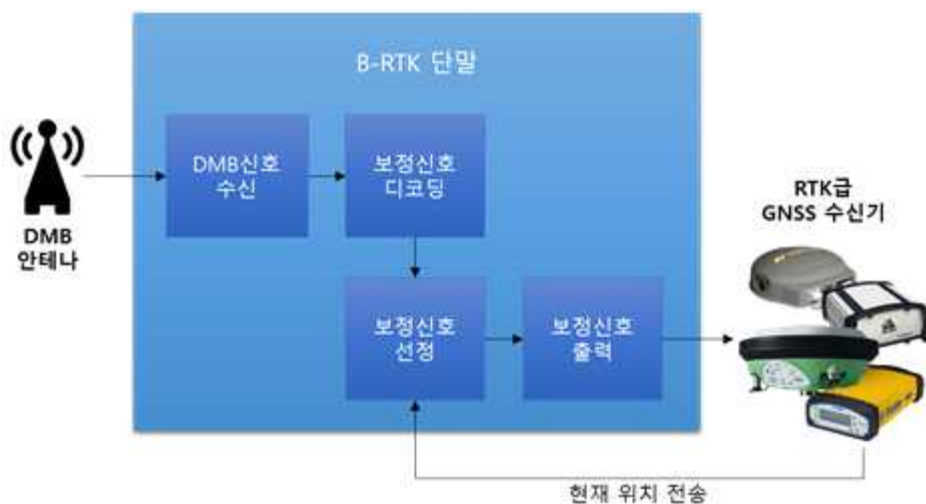 B-RTK 단말
DMB신호
수신
보정신호
디코딩
DMB
안테나
RTK급
GNSS 수신기
보정신호
선정
보정신호
출력
현재 위치 전송